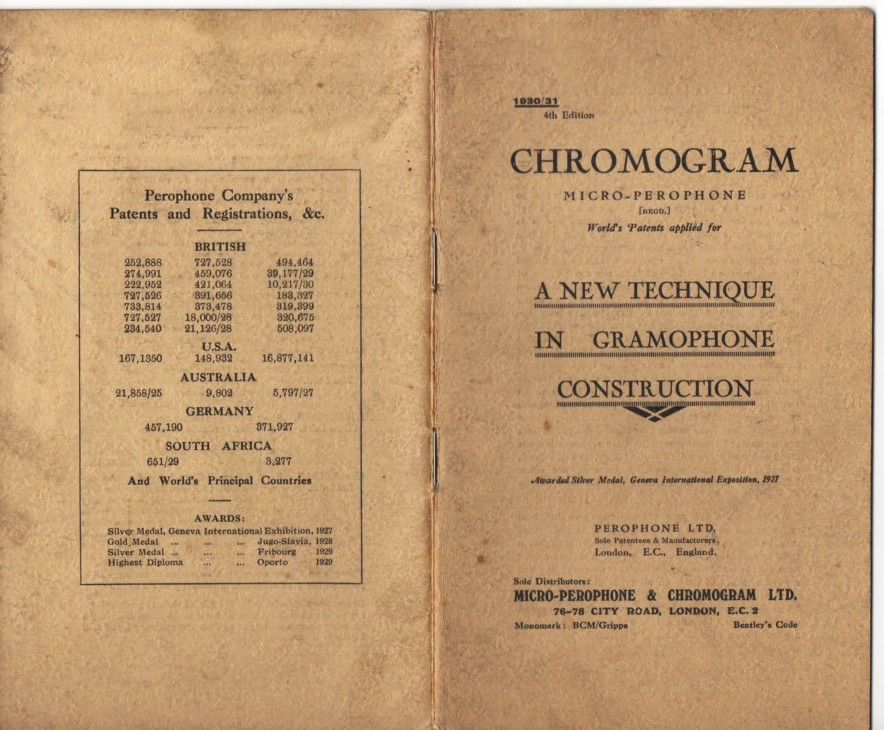 Perophone Company's
Patents and Registrations, &c.
BRITISH
252,888 727,528 494,464
274,991 459,076 39,177/29
222,952 421,064 10,217/30
727,526 391,656 183,327
733,814 373,478 319,399
727,527 18,000/28 320,675
234,540 21,126/28 508,097
U.S.A.
167,1350 148,932 16,877,141
AUSTRALIA
21,858/25 9,802 5,797/27
GERMANY
457,190 371,927
SOUTH AFRICA
651/29 3,277
And World's Principal Countries
AWARDS:
Silver Medal, Geneva International Exhibition, 1927
Gold Medal ... ... ... Jugo-Slavia, 1928
Silver Medal ... ... ... Fribourg 1929
Highest Diploma ... ... Oporto 1929
1930/31
4th Edition
CHROMOGRAM
MICRO-PEROPHONE
[REGD.]
World's Patents applied for
A NEW TECHNIQUE
IN GRAMOPHONE
CONSTRUCTION
Awarded Silver Medal, Geneva International Exposition, 1927
PEROPHONE LTD.
Sole Patentees & Manufacturers.
London, E.C., England.
Sole Distributors:
MICRO-PEROPHONE & CHROMOGRAM LTD.
76-78 CITY ROAD, LONDON, E.C. 2
Monomark: BCM/Grippa Bentley's Code